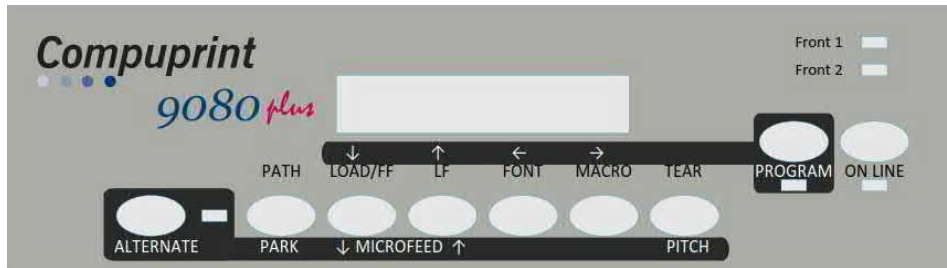 Compuprint
9080 plus
Front 1
Front 2
↓ ↑ ← →
PATH LOAD/FF LF FONT MACRO TEAR PROGRAM ON LINE
ALTERNATE PARK ↓ MICROFEED ↑ PITCH